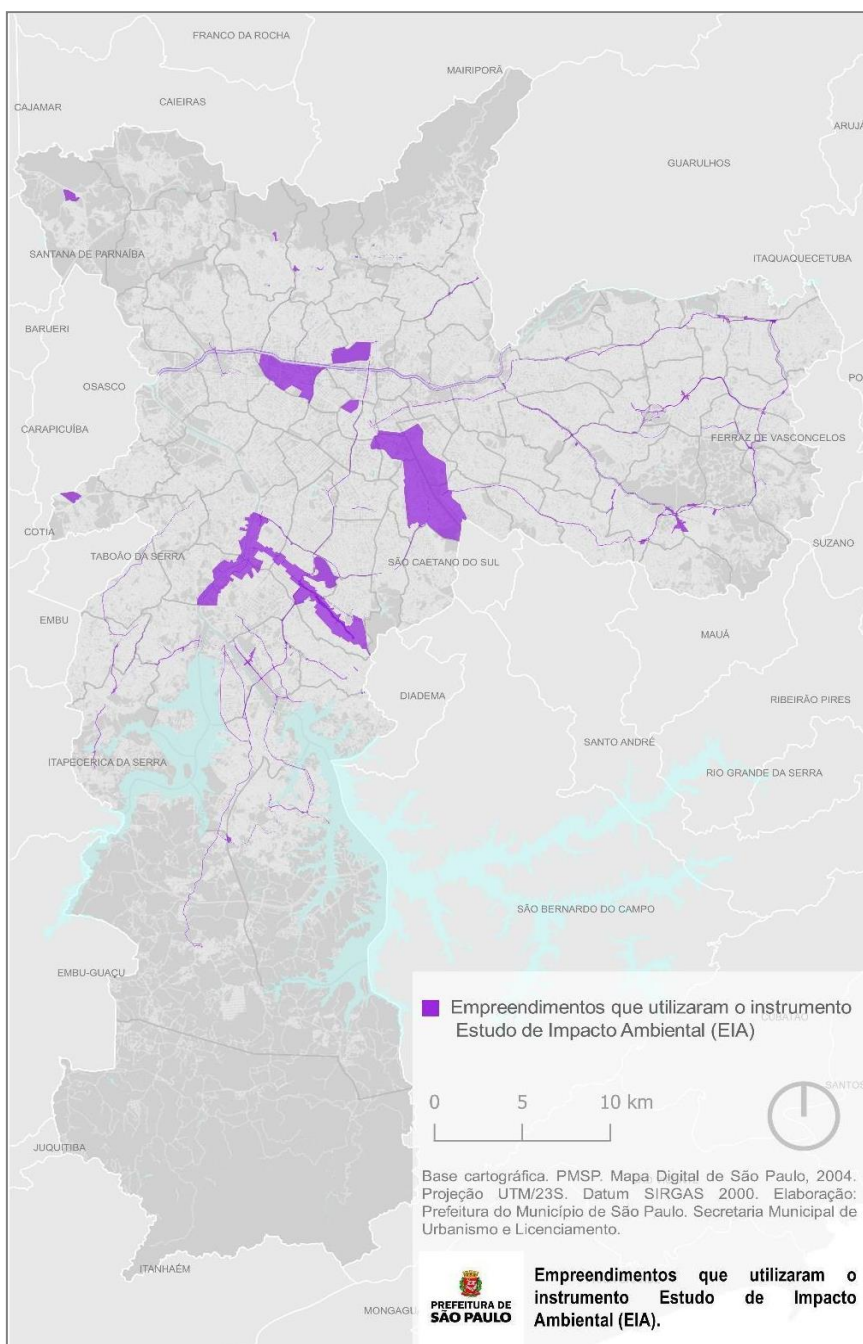 FRANCO DA ROCHA
MAIRIPORÃ
CAJAMAR
CAIEIRAS
ARUJÁ
GUARULHOS
SANTANA DE PARNAÍBA
ITAQUAQUECETUBA
BARUERI
OSASCO
PO
CARAPICUÍBA
FERRAZ DE VASCONCELOS
COTIA
SUZANO
TABOÃO DA SERRA
SÃO CAETANO DO SUL
EMBU
MAUÁ
DIADEMA
RIBEIRÃO PIRES
SANTO ANDRÉ
ITAPECERICA DA SERRA
RIO GRANDE DA SERRA
SÃO BERNARDO DO CAMPO
EMBU-GUAÇU
Empreendimentos que utilizaram o instrumento
Estudo de Impacto Ambiental (EIA)
CUBATÃO
SANTOS
0 5 10 km
JUQUITIBA
Base cartográfica. PMSP. Mapa Digital de São Paulo, 2004.
Projeção UTM/23S. Datum SIRGAS 2000. Elaboração:
Prefeitura do Município de São Paulo. Secretaria Municipal de
Urbanismo e Licenciamento.
ITANHAÉM
MONGAGU
PREFEITURA DE
SÃO PAULO
Empreendimentos que utilizaram o
instrumento Estudo de Impacto
Ambiental (EIA).